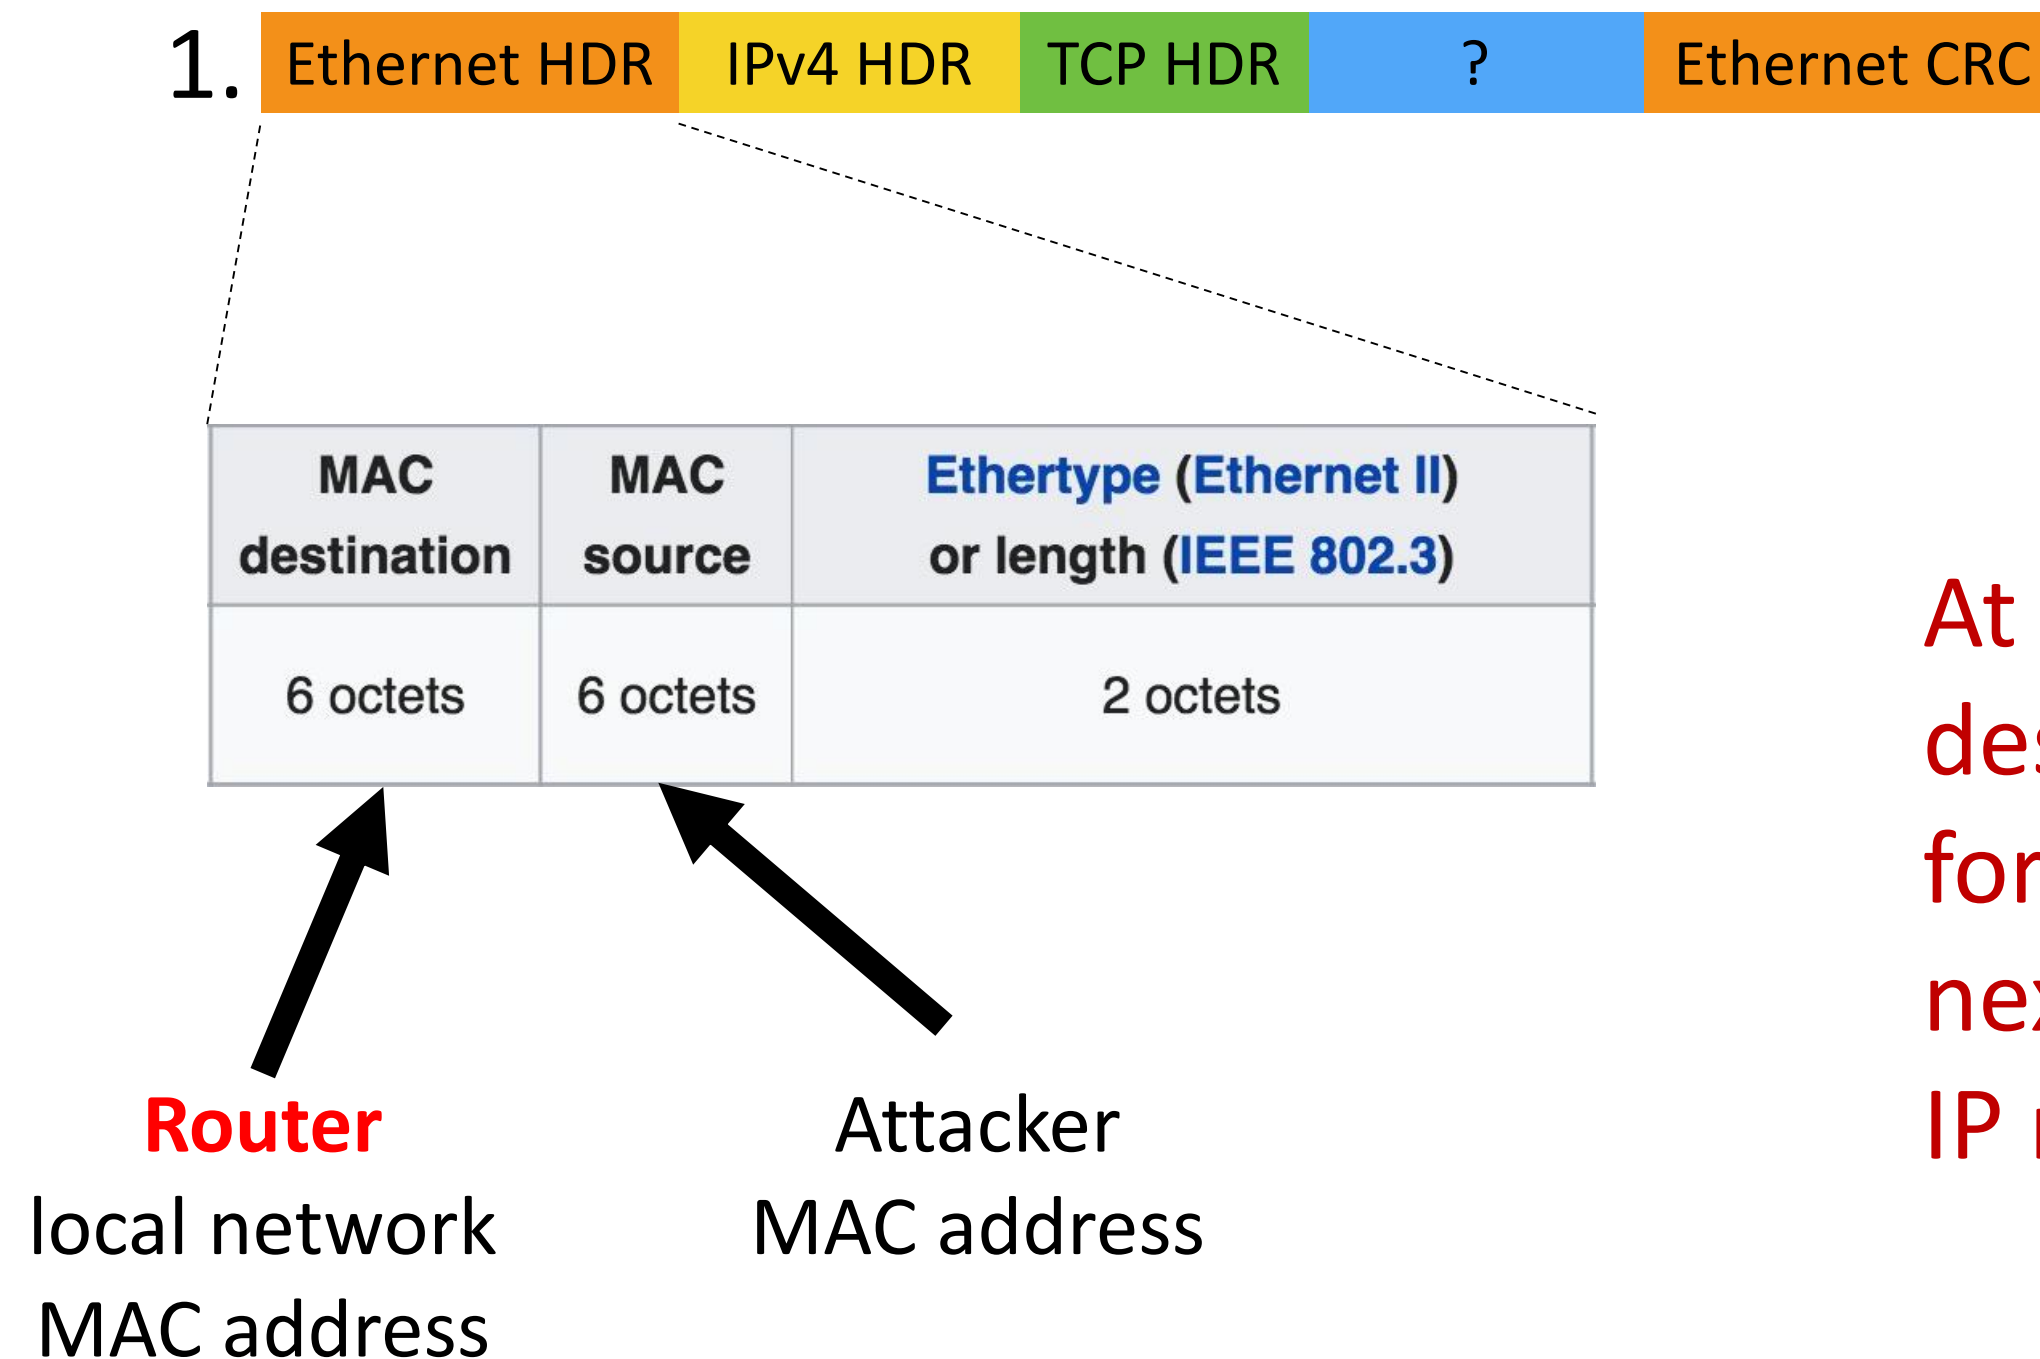 1. Ethernet HDR IPv4 HDR TCP HDR ? Ethernet CRC
MAC destination MAC source Ethertype (Ethernet II) or length (IEEE 802.3)
6 octets 6 octets 2 octets
Router
local network
MAC address
Attacker
MAC address
At
IP